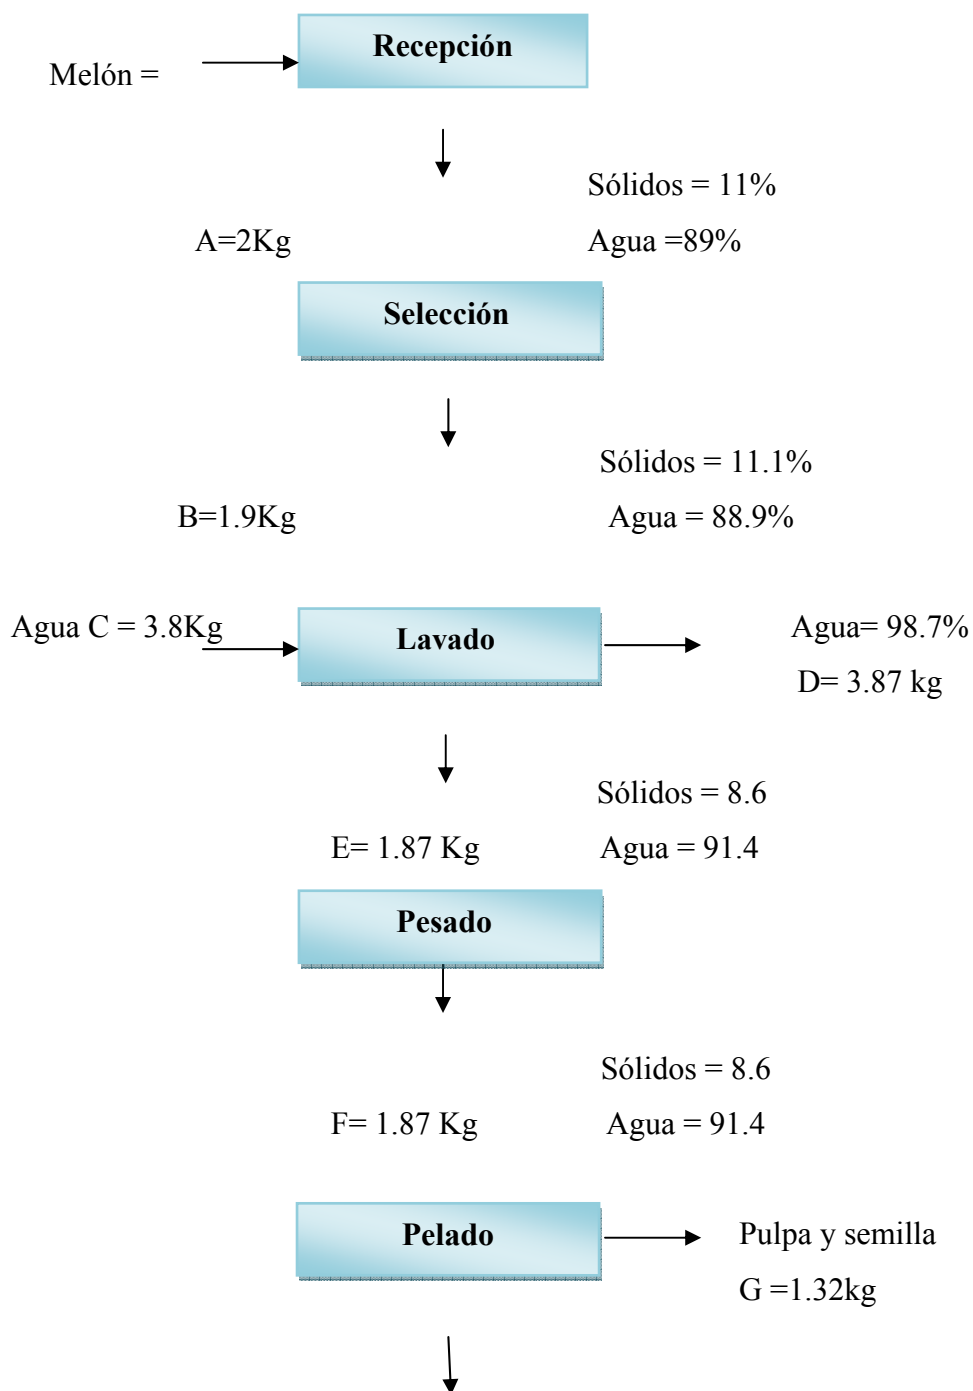 Recepción
Melón =
Sólidos = 11%
A=2Kg
Agua =89%
Selección
Sólidos = 11.1%
B=1.9Kg
Agua = 88.9%
Agua C = 3.8Kg
Lavado
Agua= 98.7%
D= 3.87 kg
Sólidos = 8.6
E= 1.87 Kg
Agua = 91.4
Pesado
Sólidos = 8.6
F= 1.87 Kg
Agua = 91.4
Pelado
Pulpa y semilla
G =1.32kg